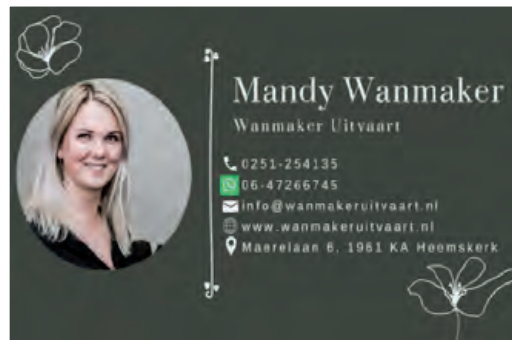 Mandy Wanmaker
Wanmaker Uitvaart
0251-254135
06-47266745
info@wanmakeruitvaart.nl
www.wanmakeruitvaart.nl
Maerelaan 6, 1961 KA Heemskerk